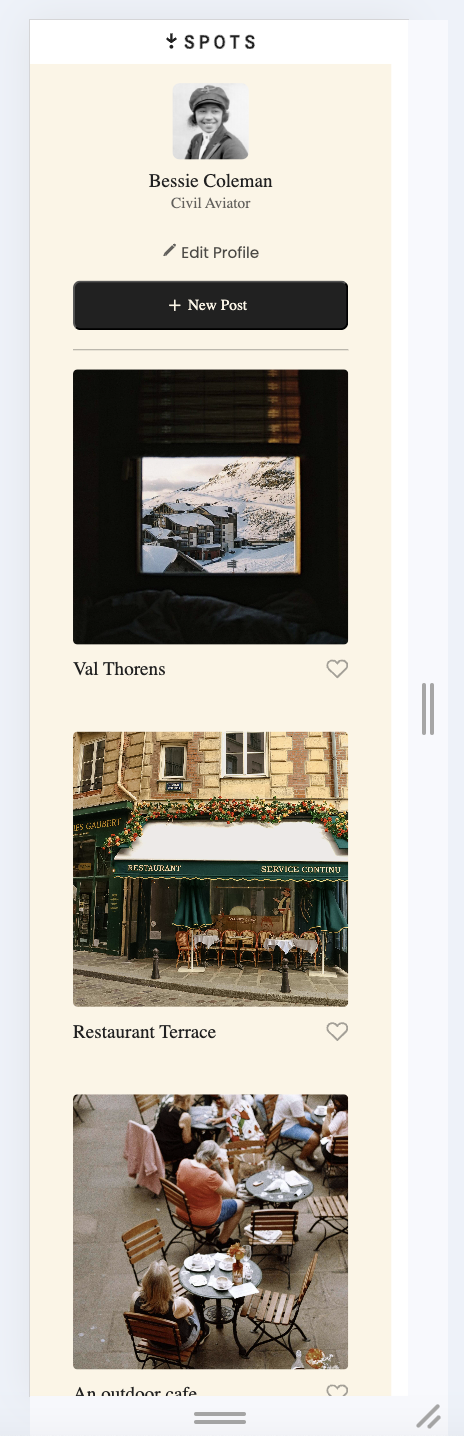 SPOTS
Bessie Coleman
Civil Aviator
Edit Profile
+ New Post
Val Thorens
RESTAURANT
SERVICE CONTINU
Restaurant Terrace
An outdoor cafe